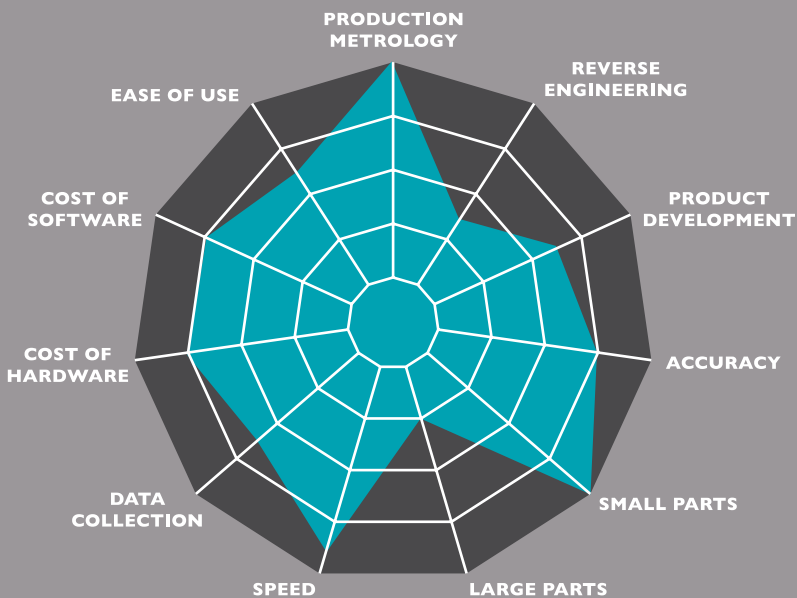 PRODUCTION
METROLOGY
REVERSE
ENGINEERING
PRODUCT
DEVELOPMENT
ACCURACY
SMALL PARTS
LARGE PARTS
SPEED
DATA
COLLECTION
COST OF
HARDWARE
COST OF
SOFTWARE
EASE OF USE